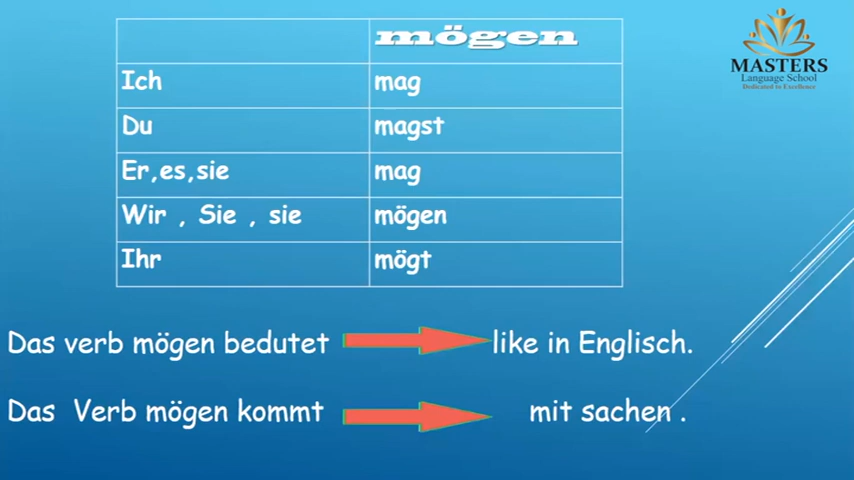 mögen
MASTERS
Language School
Dedicated to Excellence
Ich mag
Du magst
Er,es,sie mag
Wir , Sie , sie mögen
Ihr mögt
Das verb mögen bedutet like in Englisch.
Das Verb mögen kommt mit sachen .